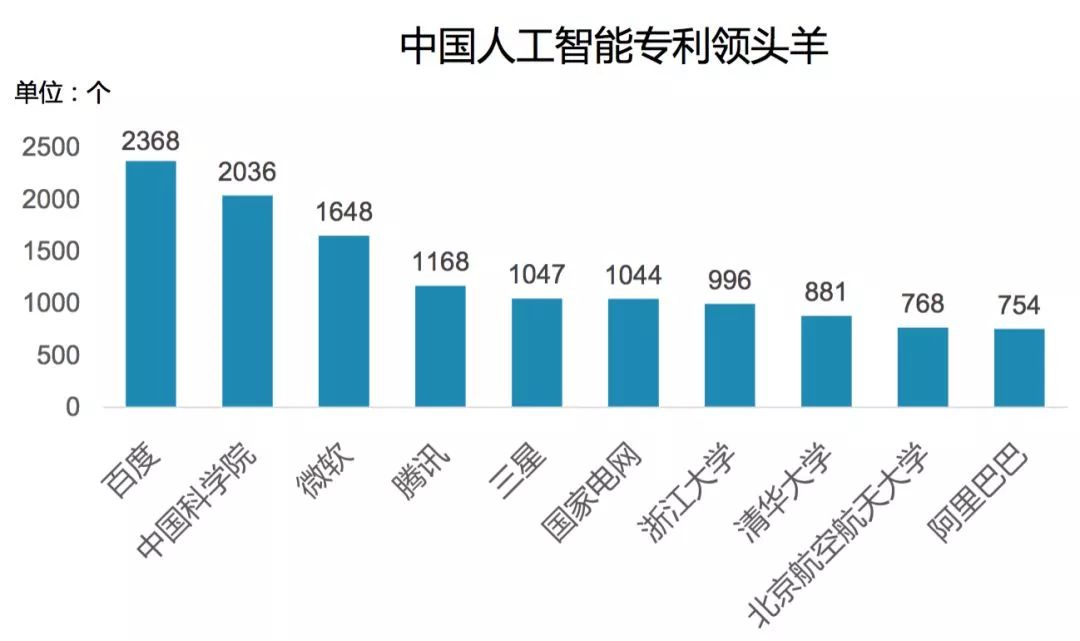 中国人工智能专利领头羊
单位：个
2500
2000
1500
1000
500
0
2368
2036
1648
1168
1047
1044
996
881
768
754
百度
中国科学院
微软
腾讯
三星
国家电网
浙江大学
清华大学
北京航空航天大学
阿里巴巴